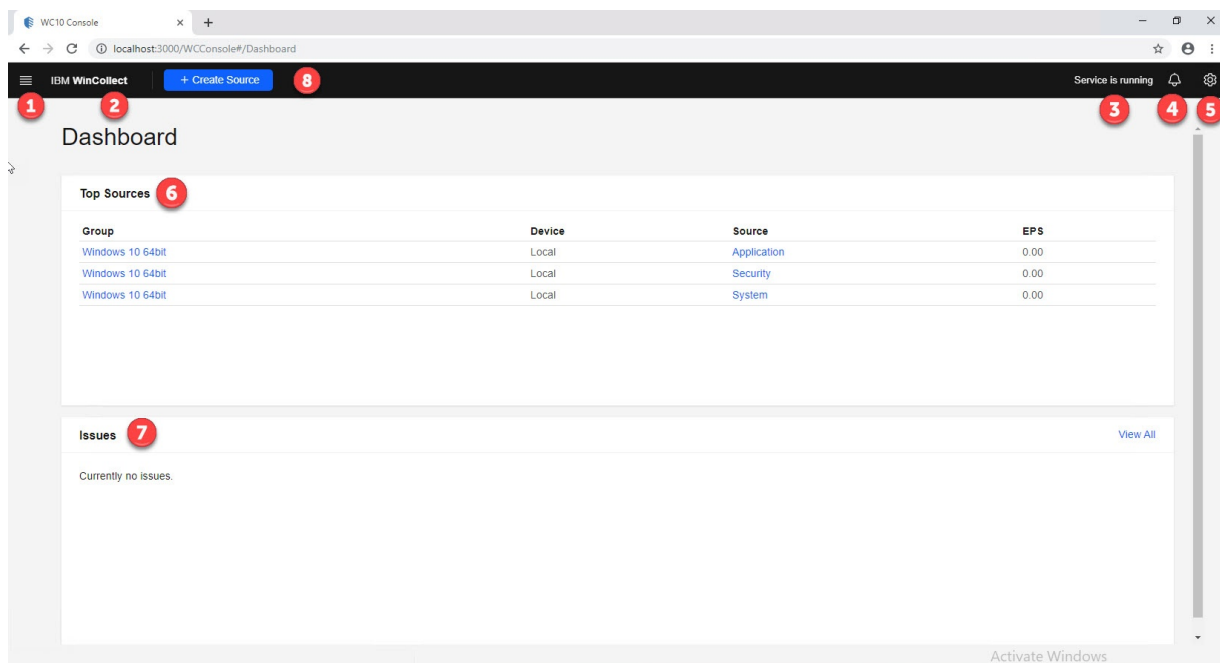 WC10 Console
localhost:3000/WCConsole#/Dashboard
IBM WinCollect + Create Source 8 Service is running
1 2 3 4 5
Dashboard
Top Sources 6
Group Device Source EPS
Windows 10 64bit Local Application 0.00
Windows 10 64bit Local Security 0.00
Windows 10 64bit Local System 0.00
Issues 7 View All
Currently no issues.
Activate Windows